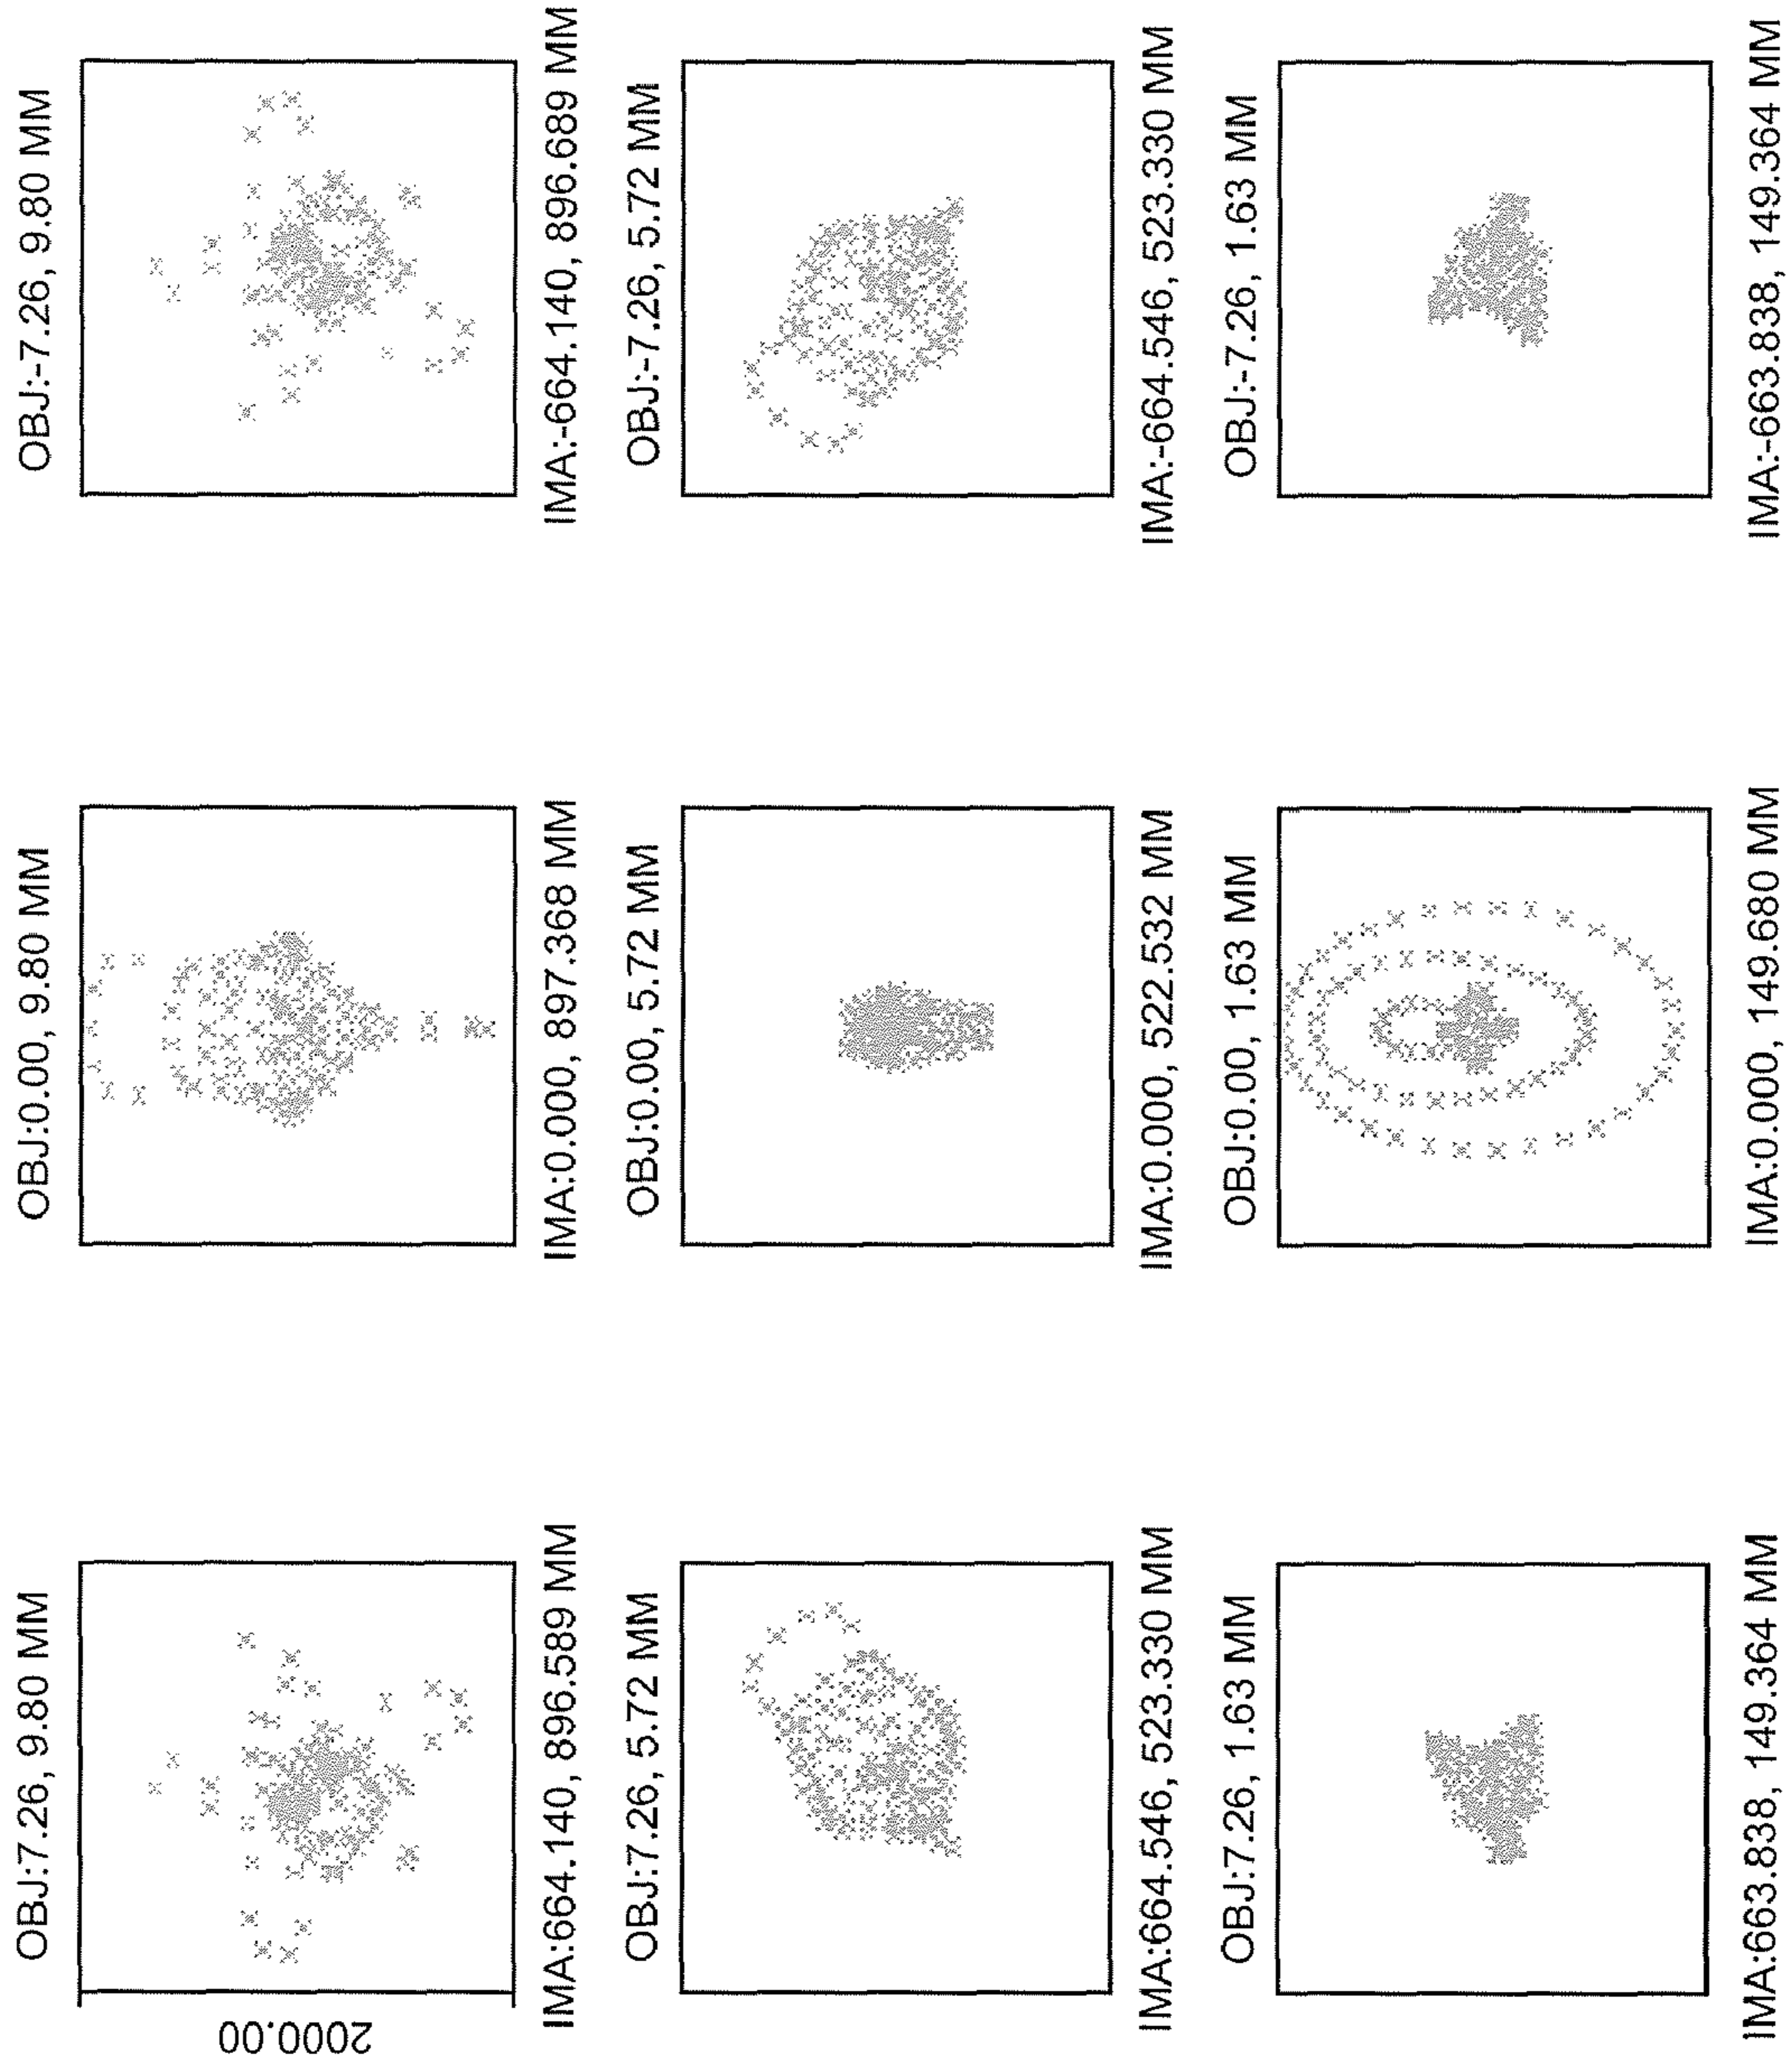 OBJ:7.26, 9.80 MM
OBJ:0.00, 9.80 MM
OBJ:-7.26, 9.80 MM
2000.00
IMA:664.140, 896.589 MM
IMA:0.000, 897.368 MM
IMA:-664.140, 896.689 MM
OBJ:7.26, 5.72 MM
OBJ:0.00, 5.72 MM
OBJ:-7.26, 5.72 MM
IMA:664.546, 523.330 MM
IMA:0.000, 522.532 MM
IMA:-664.546, 523.330 MM
OBJ:7.26, 1.63 MM
OBJ:0.00, 1.63 MM
OBJ:-7.26, 1.63 MM
IMA:663.838, 149.364 MM
IMA:0.000, 149.680 MM
IMA:-663.838, 149.364 MM